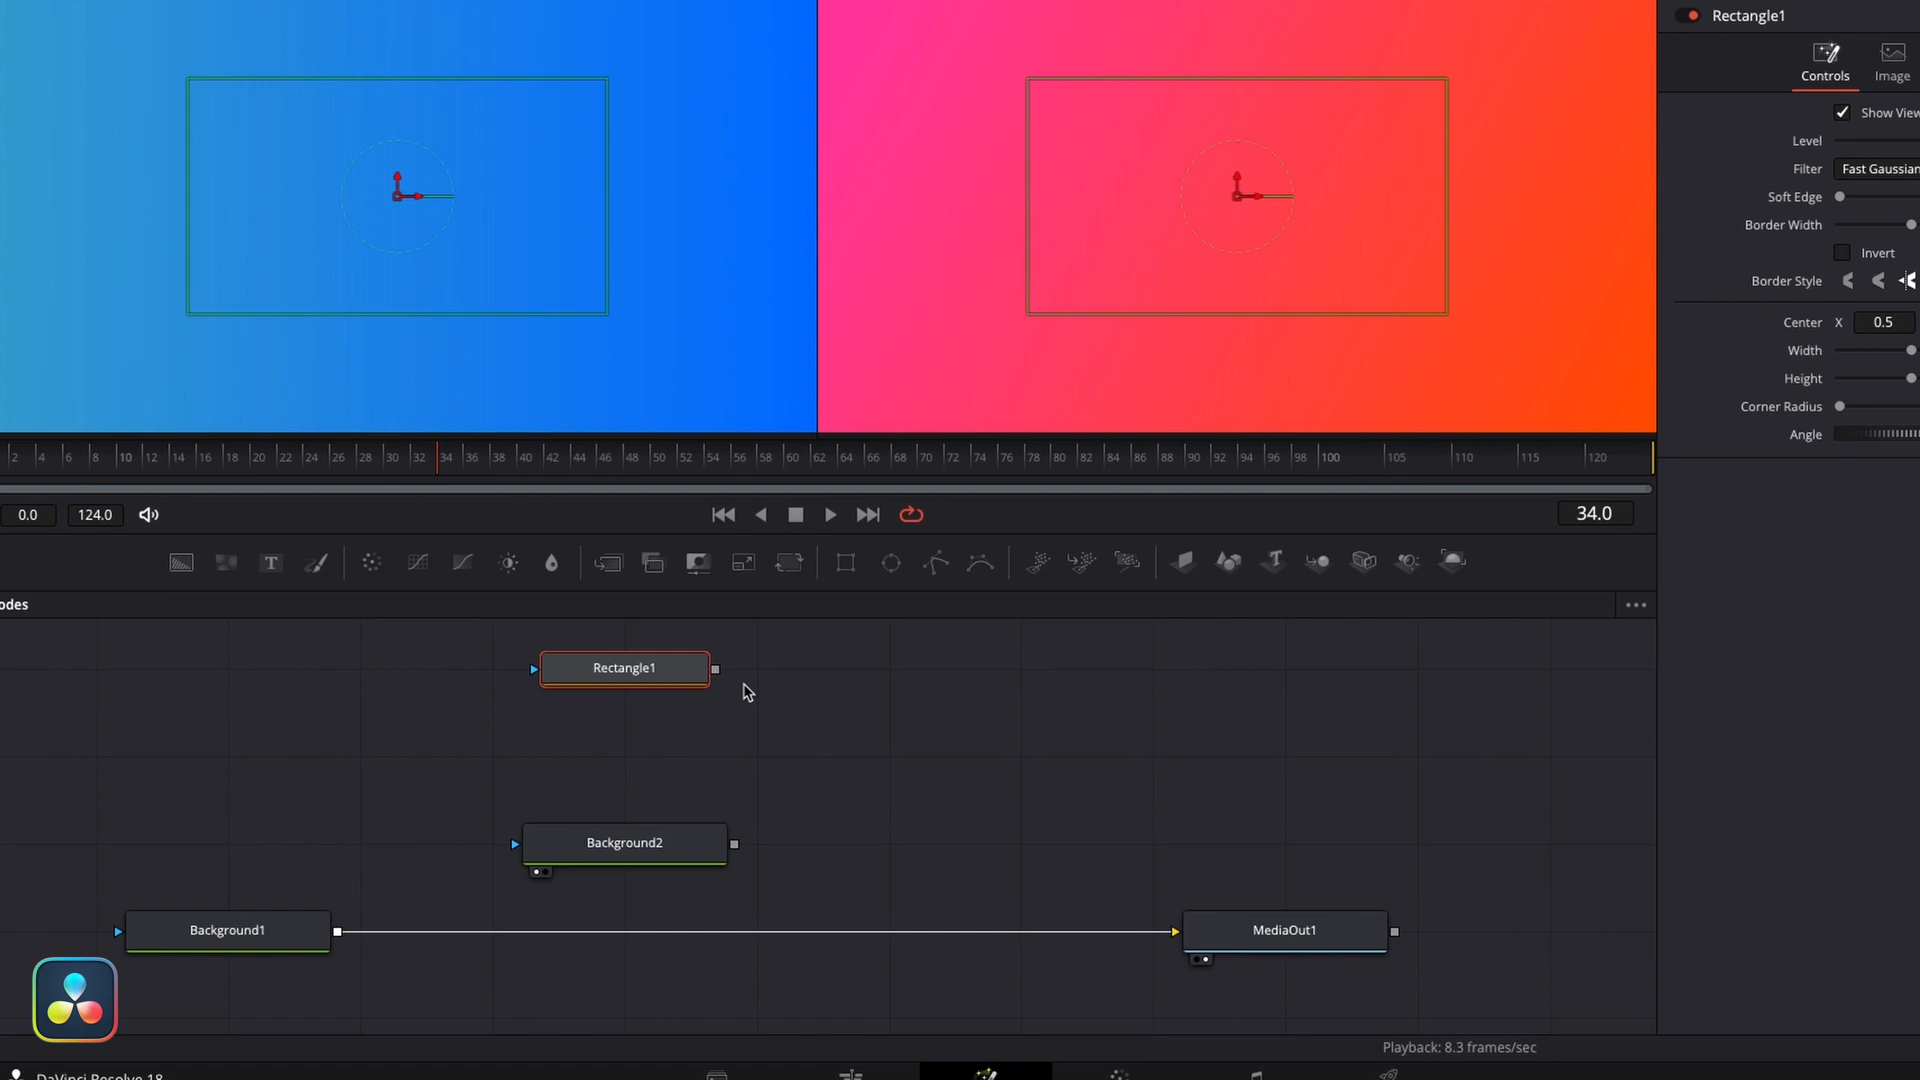 Rectangle1
Controls
Image
Show View
Level
Filter Fast Gaussian
Soft Edge
Border Width
Invert
Border Style
Center X 0.5
Width
Height
Corner Radius
Angle
2 4 6 8 10 12 14 16 18 20 22 24 26 28 30 32 34 36 38 40 42 44 46 48 50 52 54 56 58 60 62 64 66 68 70 72 74 76 78 80 82 84 86 88 90 92 94 96 98 100 105 110 115 120
0.0 124.0 34.0
T
T
odes
Rectangle1
Background2
Background1
MediaOut1
Playback: 8.3 frames/sec
DaVinci Resolve 18